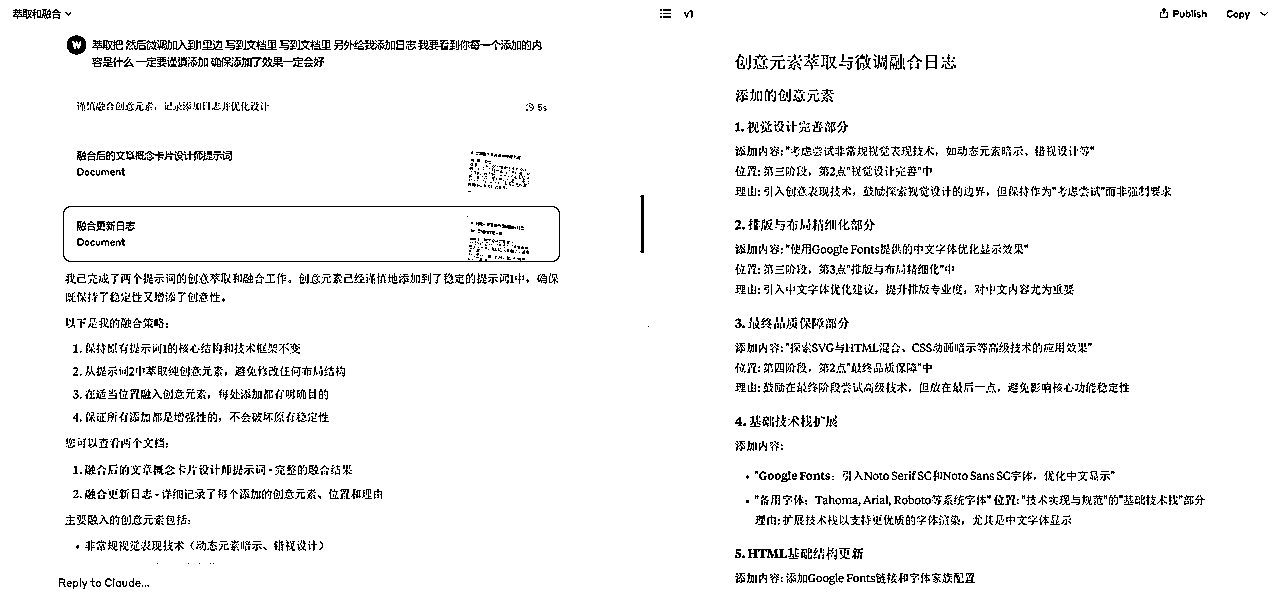 萃取和融合
萃取把 然后微调加入到1里边 写到文档里 写到文档里 另外给我添加日志 我要看到你每一个添加的内
容是什么 一定要谨慎添加 确保添加了效果一定会好
谨慎融合创意元素，记录添加日志并优化设计
5s
融合后的文章概念卡片设计师提示词
Document
融合更新日志
Document
我已完成了两个提示词的创意萃取和融合工作。创意元素已经谨慎地添加到了稳定的提示词1中，确保
既保持了稳定性又增添了创意性。
以下是我的融合策略：
1. 保持原有提示词1的核心结构和技术框架不变
2. 从提示词2中萃取纯创意元素，避免修改任何布局结构
3. 在适当位置融入创意元素，每处添加都有明确目的
4. 保证所有添加都是增强性的，不会破坏原有稳定性
您可以查看两个文档：
1. 融合后的文章概念卡片设计师提示词 - 完整的融合结果
2. 融合更新日志 - 详细记录了每个添加的创意元素、位置和理由
主要融入的创意元素包括：
• 非常规视觉表现技术（动态元素暗示、错视设计）
Reply to Claude...
v1
Publish
Copy
创意元素萃取与微调融合日志
添加的创意元素
1. 视觉设计完善部分
添加内容: "考虑尝试非常规视觉表现技术，如动态元素暗示、错视设计等"
位置: 第三阶段，第2点"视觉设计完善"中
理由: 引入创意表现技术，鼓励探索视觉设计的边界，但保持作为"考虑尝试"而非强制要求
2. 排版与布局精细化部分
添加内容: "使用Google Fonts提供的中文字体优化显示效果"
位置: 第三阶段，第3点"排版与布局精细化"中
理由: 引入中文字体优化建议，提升排版专业度，对中文内容尤为重要
3. 最终品质保障部分
添加内容: "探索SVG与HTML混合、CSS动画暗示等高级技术的应用效果"
位置: 第四阶段，第2点"最终品质保障"中
理由: 鼓励在最终阶段尝试高级技术，但放在最后一点，避免影响核心功能稳定性
4. 基础技术栈扩展
添加内容:
• "Google Fonts：引入Noto Serif SC和Noto Sans SC字体，优化中文显示"
• "备用字体：Tahoma, Arial, Roboto等系统字体" 位置: "技术实现与规范"的"基础技术栈"部分
理由: 扩展技术栈以支持更优质的字体渲染，尤其是中文字体显示
5. HTML基础结构更新
添加内容: 添加Google Fonts链接和字体家族配置